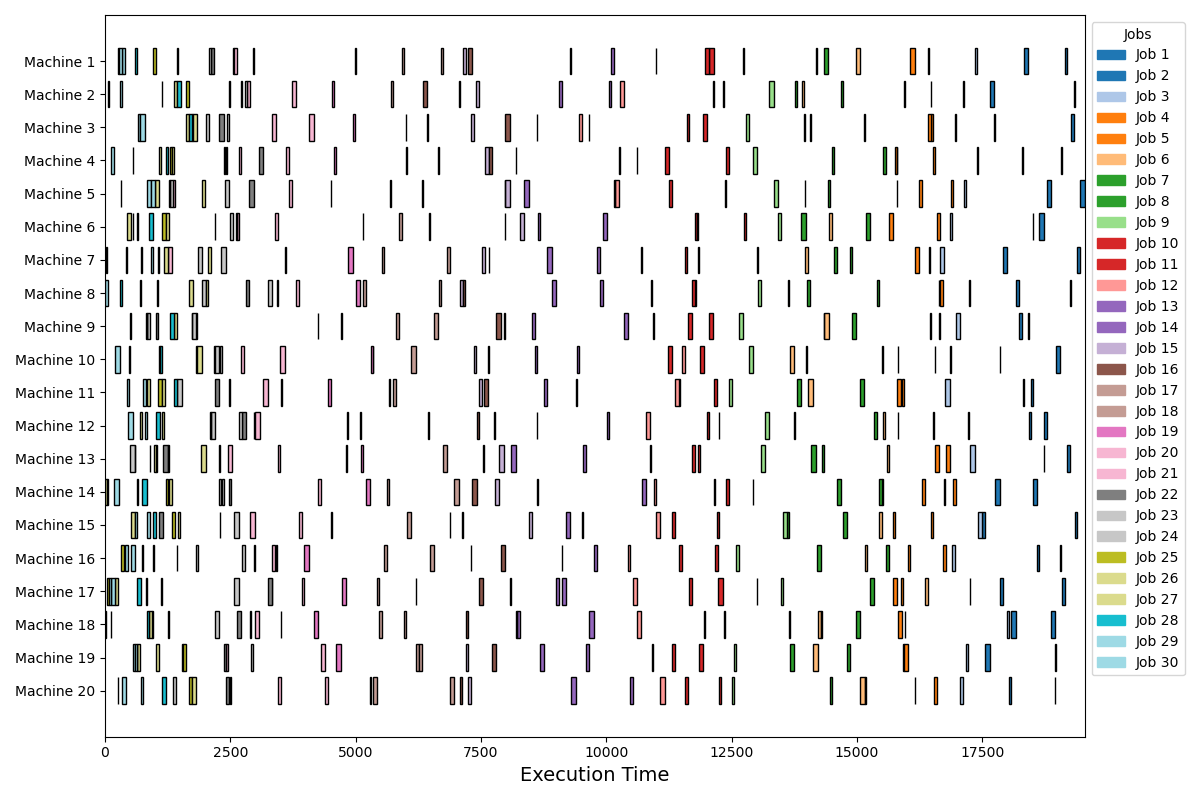 Machine 1
Machine 2
Machine 3
Machine 4
Machine 5
Machine 6
Machine 7
Machine 8
Machine 9
Machine 10
Machine 11
Machine 12
Machine 13
Machine 14
Machine 15
Machine 16
Machine 17
Machine 18
Machine 19
Machine 20
0 2500 5000 7500 10000 12500 15000 17500
Execution Time
Jobs
Job 1
Job 2
Job 3
Job 4
Job 5
Job 6
Job 7
Job 8
Job 9
Job 10
Job 11
Job 12
Job 13
Job 14
Job 15
Job 16
Job 17
Job 18
Job 19
Job 20
Job 21
Job 22
Job 23
Job 24
Job 25
Job 26
Job 27
Job 28
Job 29
Job 30